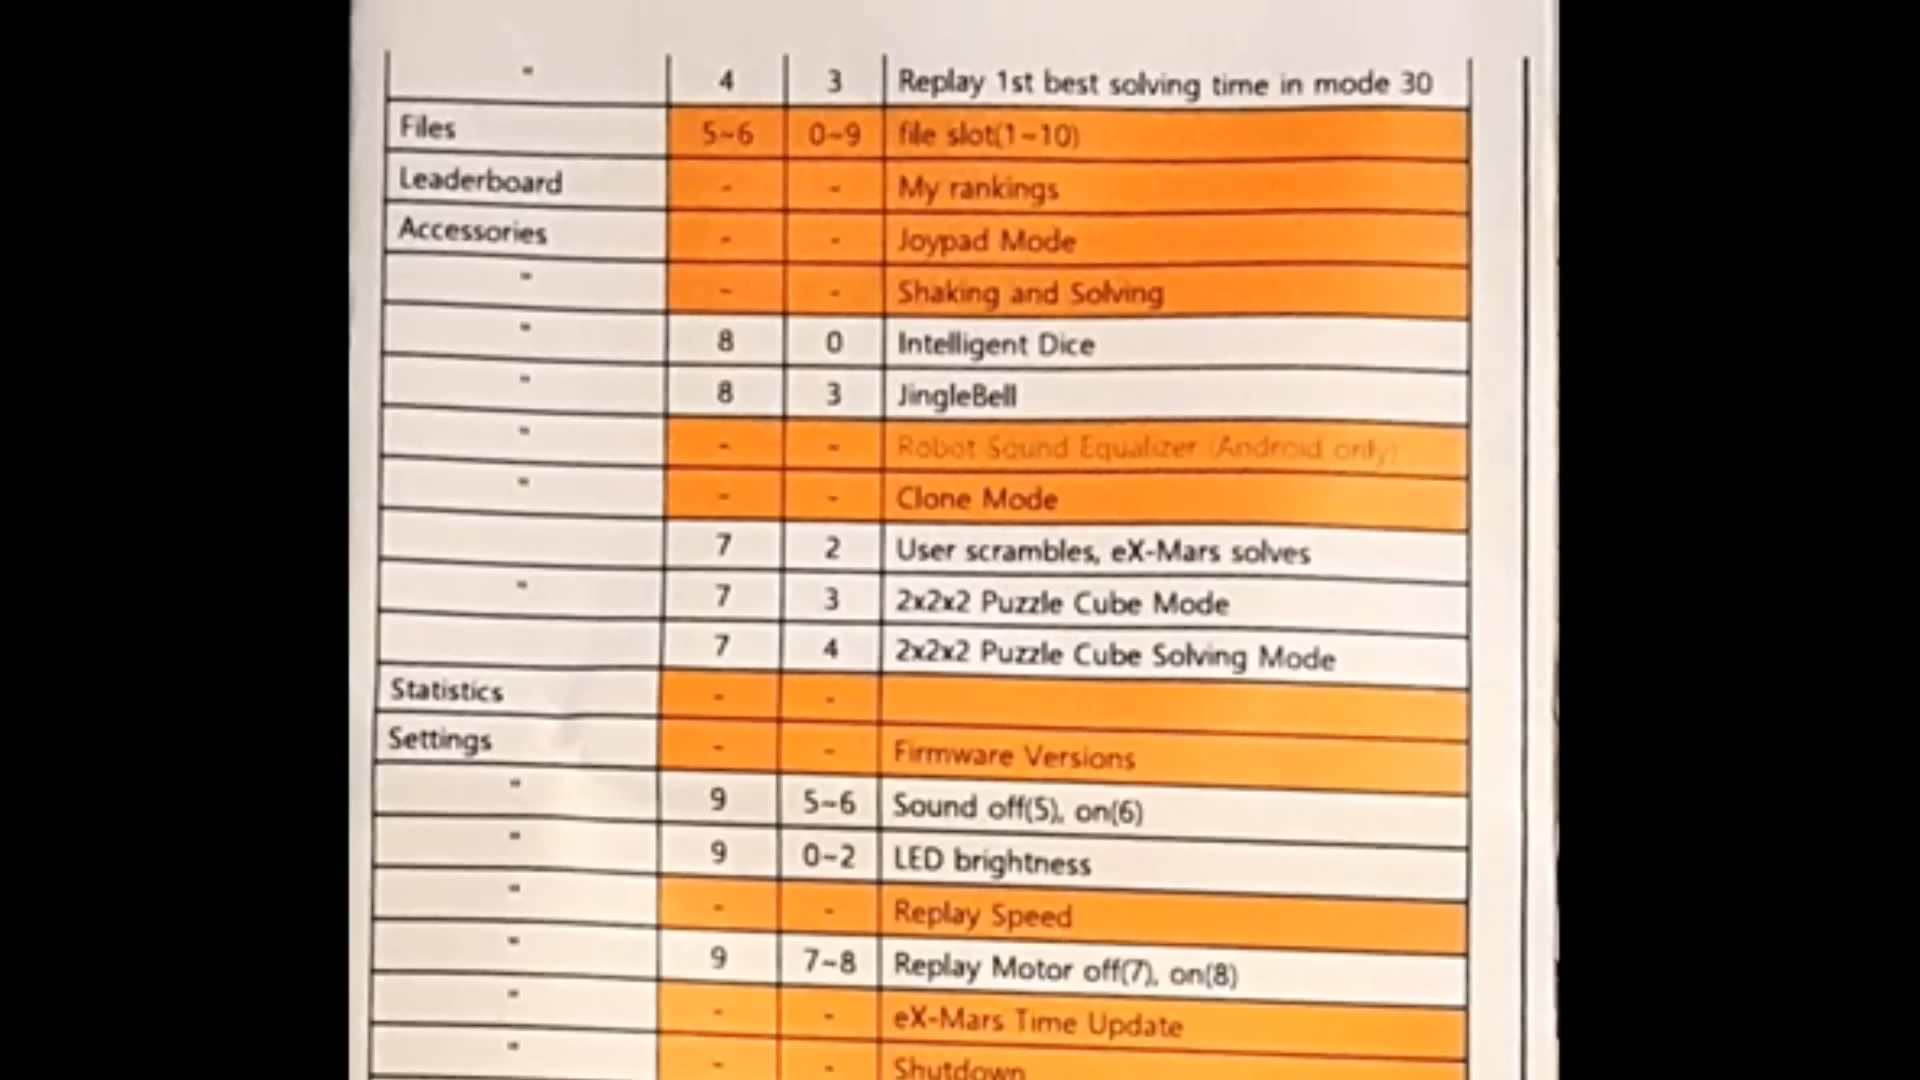 " 4 3 Replay 1st best solving time in mode 30
Files 5~6 0~9 file slot(1~10)
Leaderboard - - My rankings
Accessories - - Joypad Mode
" - - Shaking and Solving
" 8 0 Intelligent Dice
" 8 3 JingleBell
" - - Robot Sound Equalizer (Android only)
" - - Clone Mode
7 2 User scrambles, eX-Mars solves
" 7 3 2x2x2 Puzzle Cube Mode
7 4 2x2x2 Puzzle Cube Solving Mode
Statistics - -
Settings - - Firmware Versions
" 9 5~6 Sound off(5), on(6)
" 9 0~2 LED brightness
" - - Replay Speed
" 9 7~8 Replay Motor off(7), on(8)
" - - eX-Mars Time Update
" - - Shutdown